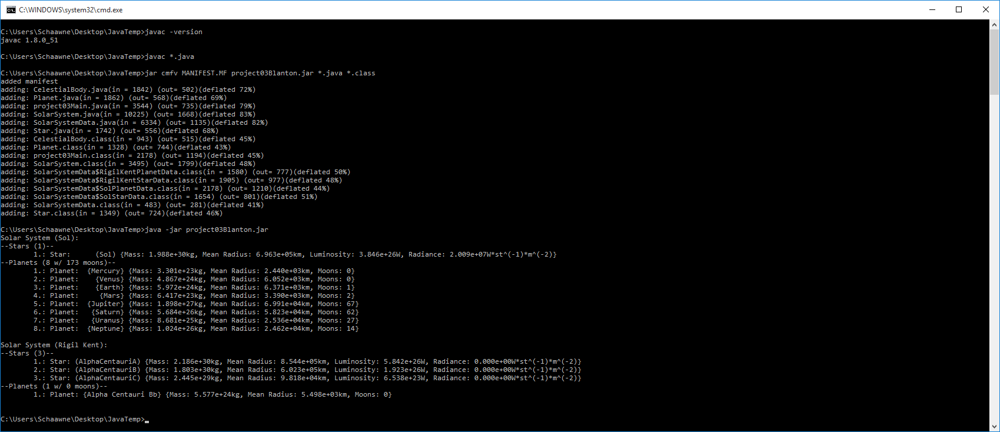 C:\WINDOWS\system32\cmd.exe
C:\Users\Schaawne\Desktop\JavaTemp>javac -version
javac 1.8.0_51
C:\Users\Schaawne\Desktop\JavaTemp>javac *.java
C:\Users\Schaawne\Desktop\JavaTemp>jar cmfv MANIFEST.MF project03Blanton.jar *.java *.class
added manifest
adding: CelestialBody.java(in = 1842) (out= 502)(deflated 72%)
adding: Planet.java(in = 1862) (out= 568)(deflated 69%)
adding: project03Main.java(in = 3544) (out= 735)(deflated 79%)
adding: SolarSystem.java(in = 10225) (out= 1668)(deflated 83%)
adding: SolarSystemData.java(in = 6334) (out= 1135)(deflated 82%)
adding: Star.java(in = 1742) (out= 556)(deflated 68%)
adding: CelestialBody.class(in = 943) (out= 515)(deflated 45%)
adding: Planet.class(in = 1328) (out= 744)(deflated 43%)
adding: project03Main.class(in = 2178) (out= 1194)(deflated 45%)
adding: SolarSystem.class(in = 3495) (out= 1799)(deflated 48%)
adding: SolarSystemData$RigilKentPlanetData.class(in = 1580) (out= 777)(deflated 50%)
adding: SolarSystemData$RigilKentStarData.class(in = 1905) (out= 977)(deflated 48%)
adding: SolarSystemData$SolPlanetData.class(in = 2178) (out= 1210)(deflated 44%)
adding: SolarSystemData$SolStarData.class(in = 1654) (out= 801)(deflated 51%)
adding: SolarSystemData.class(in = 483) (out= 281)(deflated 41%)
adding: Star.class(in = 1349) (out= 724)(deflated 46%)
C:\Users\Schaawne\Desktop\JavaTemp>java -jar project03Blanton.jar
Solar System (Sol):
--Stars (1)--
1.: Star: (Sol) {Mass: 1.988e+30kg, Mean Radius: 6.963e+05km, Luminosity: 3.846e+26W, Radiance: 2.009e+07W*st^(-1)*m^(-2)}
--Planets (8 w/ 173 moons)--
1.: Planet: {Mercury} {Mass: 3.301e+23kg, Mean Radius: 2.440e+03km, Moons: 0}
2.: Planet: {Venus} {Mass: 4.867e+24kg, Mean Radius: 6.052e+03km, Moons: 0}
3.: Planet: {Earth} {Mass: 5.972e+24kg, Mean Radius: 6.371e+03km, Moons: 1}
4.: Planet: {Mars} {Mass: 6.417e+23kg, Mean Radius: 3.390e+03km, Moons: 2}
5.: Planet: {Jupiter} {Mass: 1.898e+27kg, Mean Radius: 6.991e+04km, Moons: 67}
6.: Planet: {Saturn} {Mass: 5.684e+26kg, Mean Radius: 5.823e+04km, Moons: 62}
7.: Planet: {Uranus} {Mass: 8.681e+25kg, Mean Radius: 2.536e+04km, Moons: 27}
8.: Planet: {Neptune} {Mass: 1.024e+26kg, Mean Radius: 2.462e+04km, Moons: 14}
Solar System (Rigil Kent):
--Stars (3)--
1.: Star: (AlphaCentauriA) {Mass: 2.186e+30kg, Mean Radius: 8.544e+05km, Luminosity: 5.842e+26W, Radiance: 0.000e+00W*st^(-1)*m^(-2)}
2.: Star: (AlphaCentauriB) {Mass: 1.803e+30kg, Mean Radius: 6.023e+05km, Luminosity: 1.923e+26W, Radiance: 0.000e+00W*st^(-1)*m^(-2)}
3.: Star: (AlphaCentauriC) {Mass: 2.445e+29kg, Mean Radius: 9.818e+04km, Luminosity: 6.538e+23W, Radiance: 0.000e+00W*st^(-1)*m^(-2)}
--Planets (1 w/ 0 moons)--
1.: Planet: {Alpha Centauri Bb} {Mass: 5.577e+24kg, Mean Radius: 5.498e+03km, Moons: 0}
C:\Users\Schaawne\Desktop\JavaTemp>